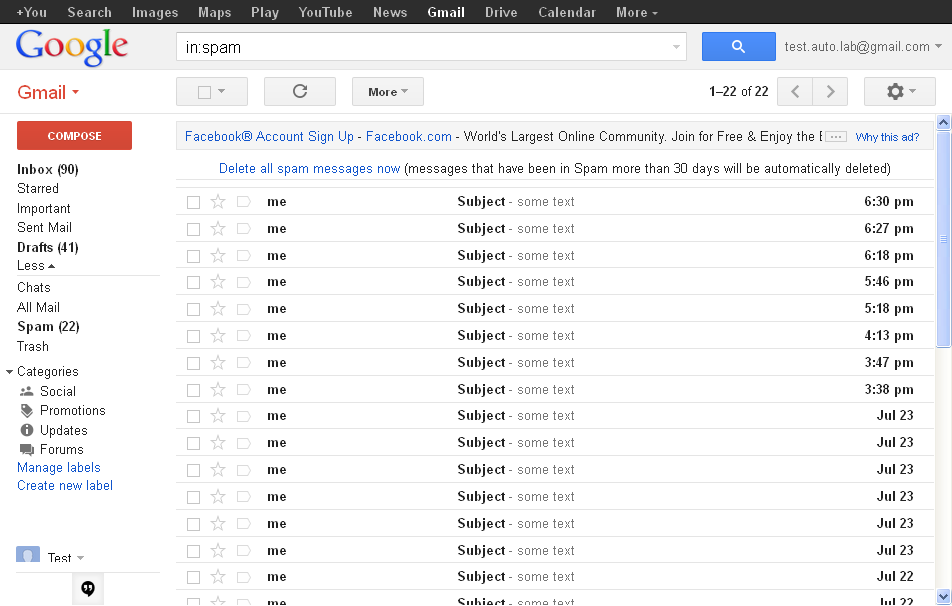 +You Search Images Maps Play YouTube News Gmail Drive Calendar More
Google in:spam test.auto.lab@gmail.com
Gmail More 1–22 of 22
COMPOSE
Facebook® Account Sign Up - Facebook.com - World's Largest Online Community. Join for Free & Enjoy the Why this ad?
Delete all spam messages now (messages that have been in Spam more than 30 days will be automatically deleted)
Inbox (90)
Starred
Important
Sent Mail
Drafts (41)
Less
Chats
All Mail
Spam (22)
Trash
Categories
Social
Promotions
Updates
Forums
Manage labels
Create new label
Test
me Subject - some text 6:30 pm
me Subject - some text 6:27 pm
me Subject - some text 6:18 pm
me Subject - some text 5:46 pm
me Subject - some text 5:18 pm
me Subject - some text 4:13 pm
me Subject - some text 3:47 pm
me Subject - some text 3:38 pm
me Subject - some text Jul 23
me Subject - some text Jul 23
me Subject - some text Jul 23
me Subject - some text Jul 23
me Subject - some text Jul 23
me Subject - some text Jul 23
me Subject - some text Jul 22
me Subject - some text Jul 22